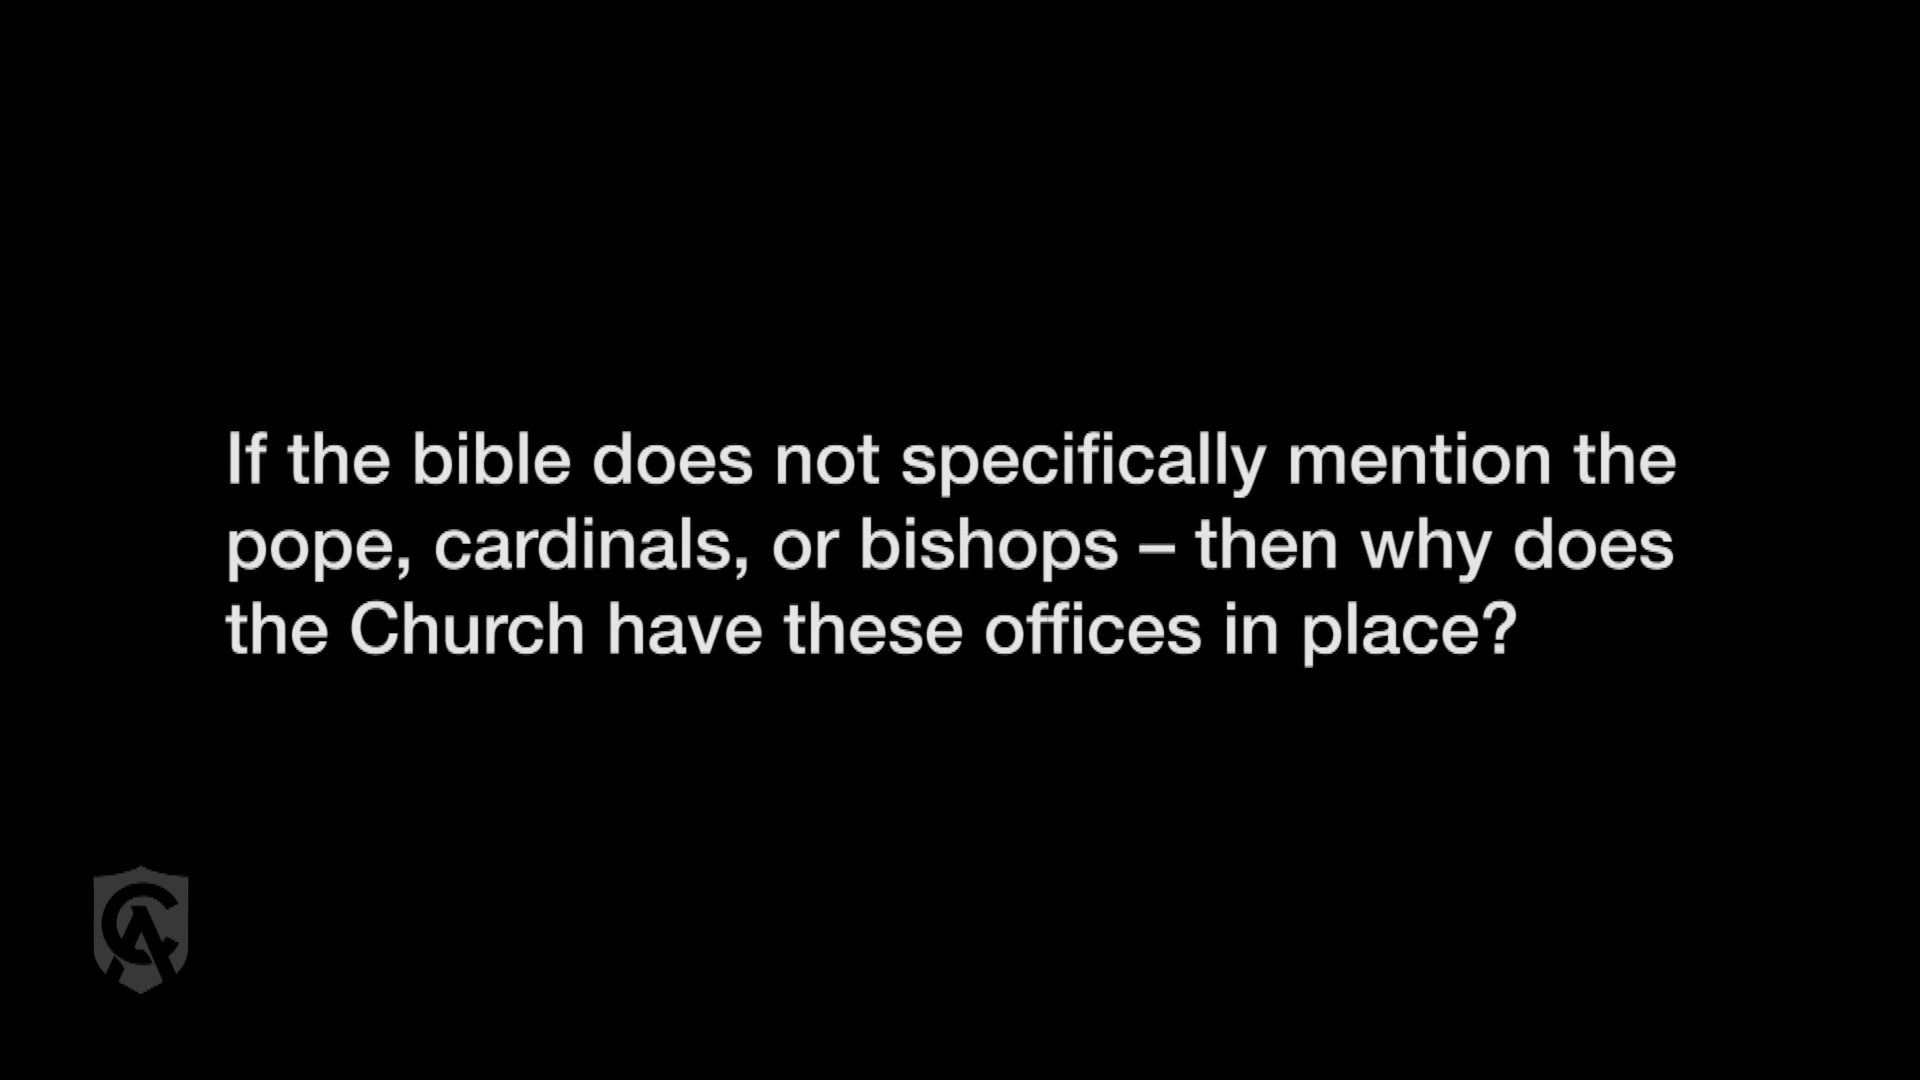 If the bible does not specifically mention the
pope, cardinals, or bishops – then why does
the Church have these offices in place?
CA